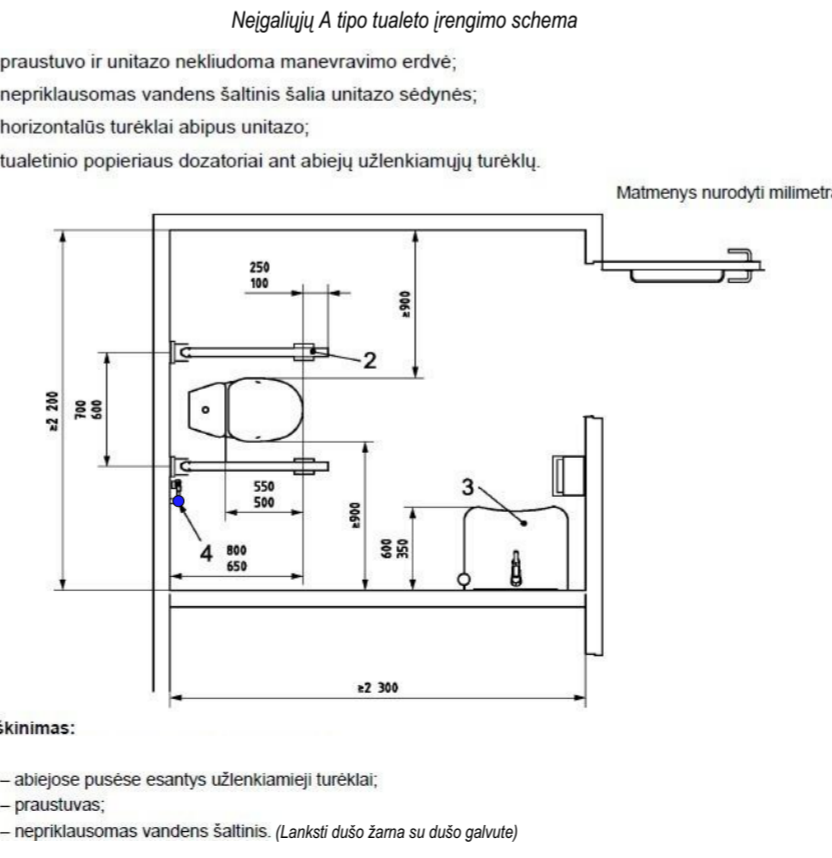 Neįgaliųjų A tipo tualeto įrengimo schema
praustuvo ir unitazo nekliudoma manevravimo erdvė;
nepriklausomas vandens šaltinis šalia unitazo sėdynės;
horizontalūs turėklai abipus unitazo;
tualetinio popieriaus dozatoriai ant abiejų užlenkiamųjų turėklų.
Matmenys nurodyti milimetra
250
100
≥900
2
≥2 200
700
600
550
500
3
≥900
600
350
4
800
650
≥2 300
škinimas:
– abiejose pusėse esantys užlenkiamieji turėklai;
– praustuvas;
– nepriklausomas vandens šaltinis. (Lanksti dušo žarna su dušo galvute)